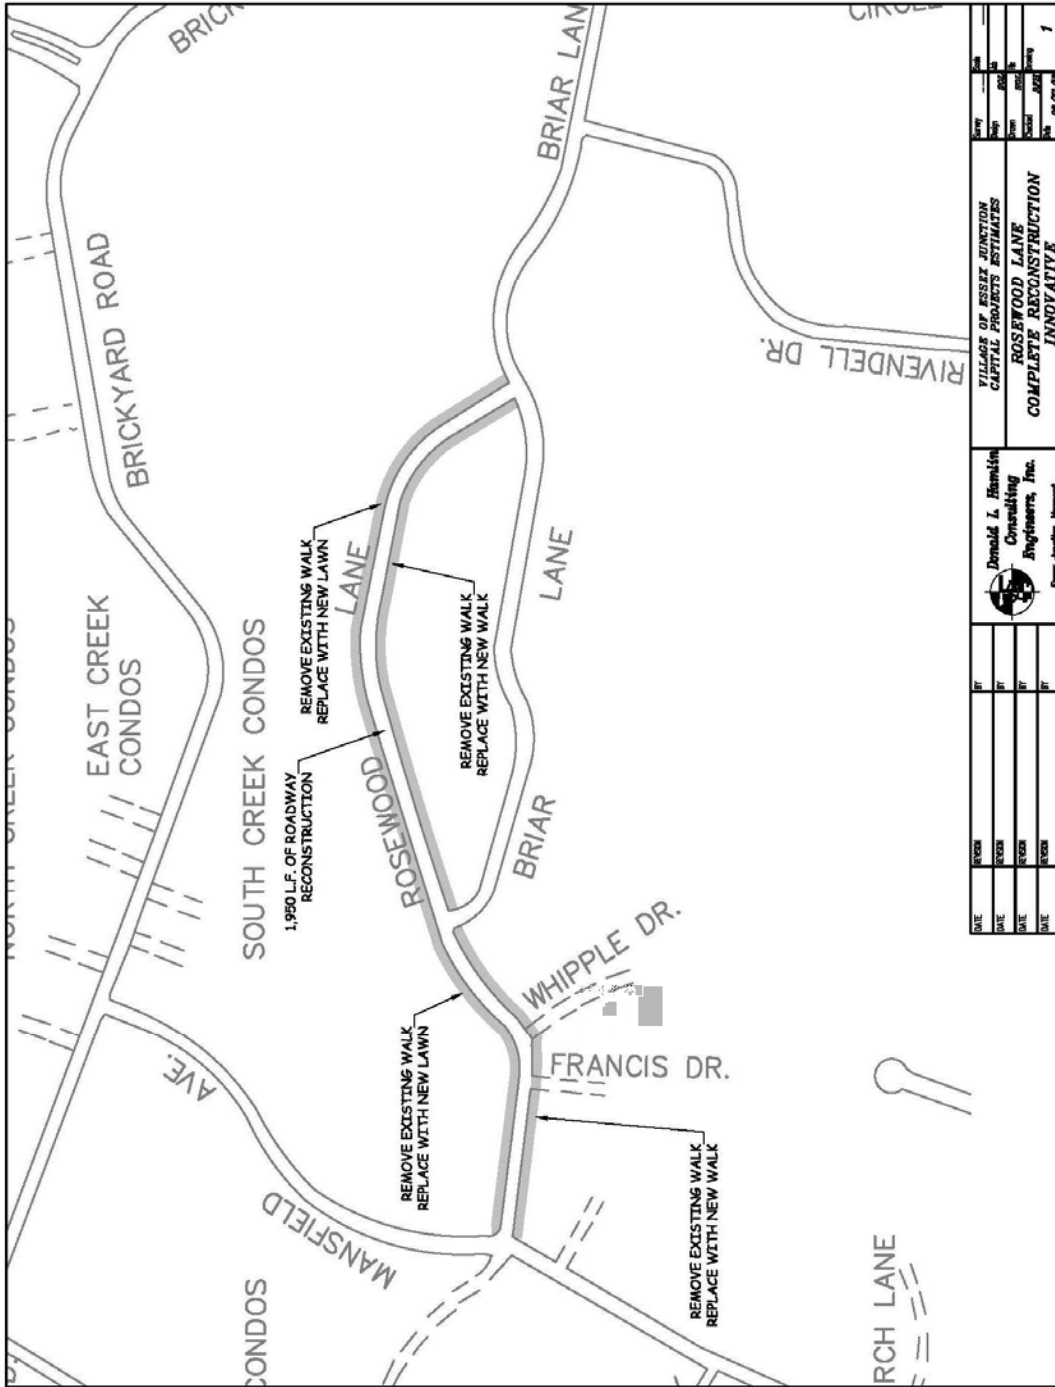 BRICK
CIRCLE
BRIAR LANE
BRICKYARD ROAD
RIVENDELL DR.
NORTH CREEK CONDOS
EAST CREEK
CONDOS
SOUTH CREEK CONDOS
REMOVE EXISTING WALK
REPLACE WITH NEW LAWN
LANE
REMOVE EXISTING WALK
REPLACE WITH NEW WALK
LANE
1,950 L.F. OF ROADWAY
RECONSTRUCTION
ROSEWOOD
BRIAR
WHIPPLE DR.
FRANCIS DR.
AVE.
MANSFIELD
REMOVE EXISTING WALK
REPLACE WITH NEW LAWN
REMOVE EXISTING WALK
REPLACE WITH NEW WALK
CONDOS
RCH LANE
DATE REVISION BY
DATE REVISION BY
DATE REVISION BY
DATE REVISION BY
Donald L. Hamlin
Consulting
Engineers, Inc.
VILLAGE OF ESSEX JUNCTION
CAPITAL PROJECTS ESTIMATES
ROSEWOOD LANE
COMPLETE RECONSTRUCTION
INNOVATIVE
Survey
Scale
Design
Job
Drawn
File
Checked
Drawing
Date
1